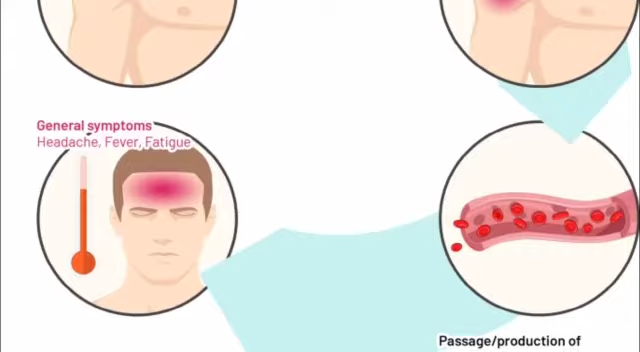 General symptoms
Headache, Fever, Fatigue
Passage/production of